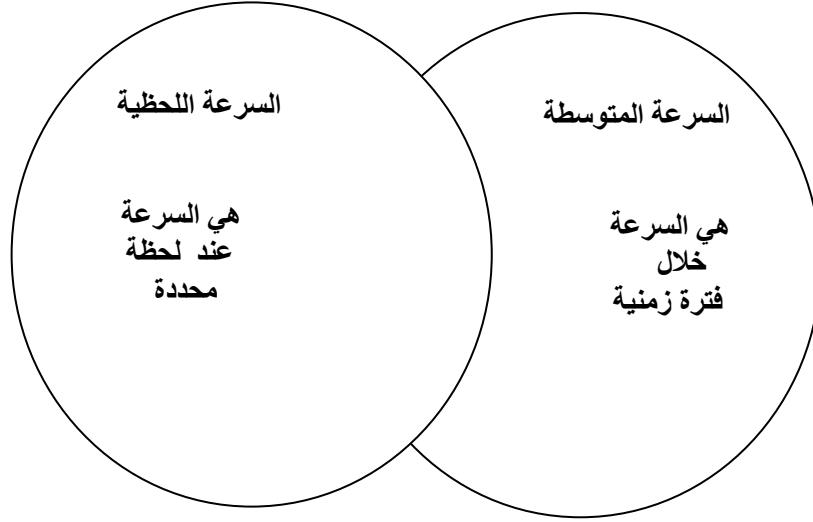 السرعة المتوسطة
هي السرعة
خلال
فترة زمنية
السرعة اللحظية
هي السرعة
عند لحظة
محددة